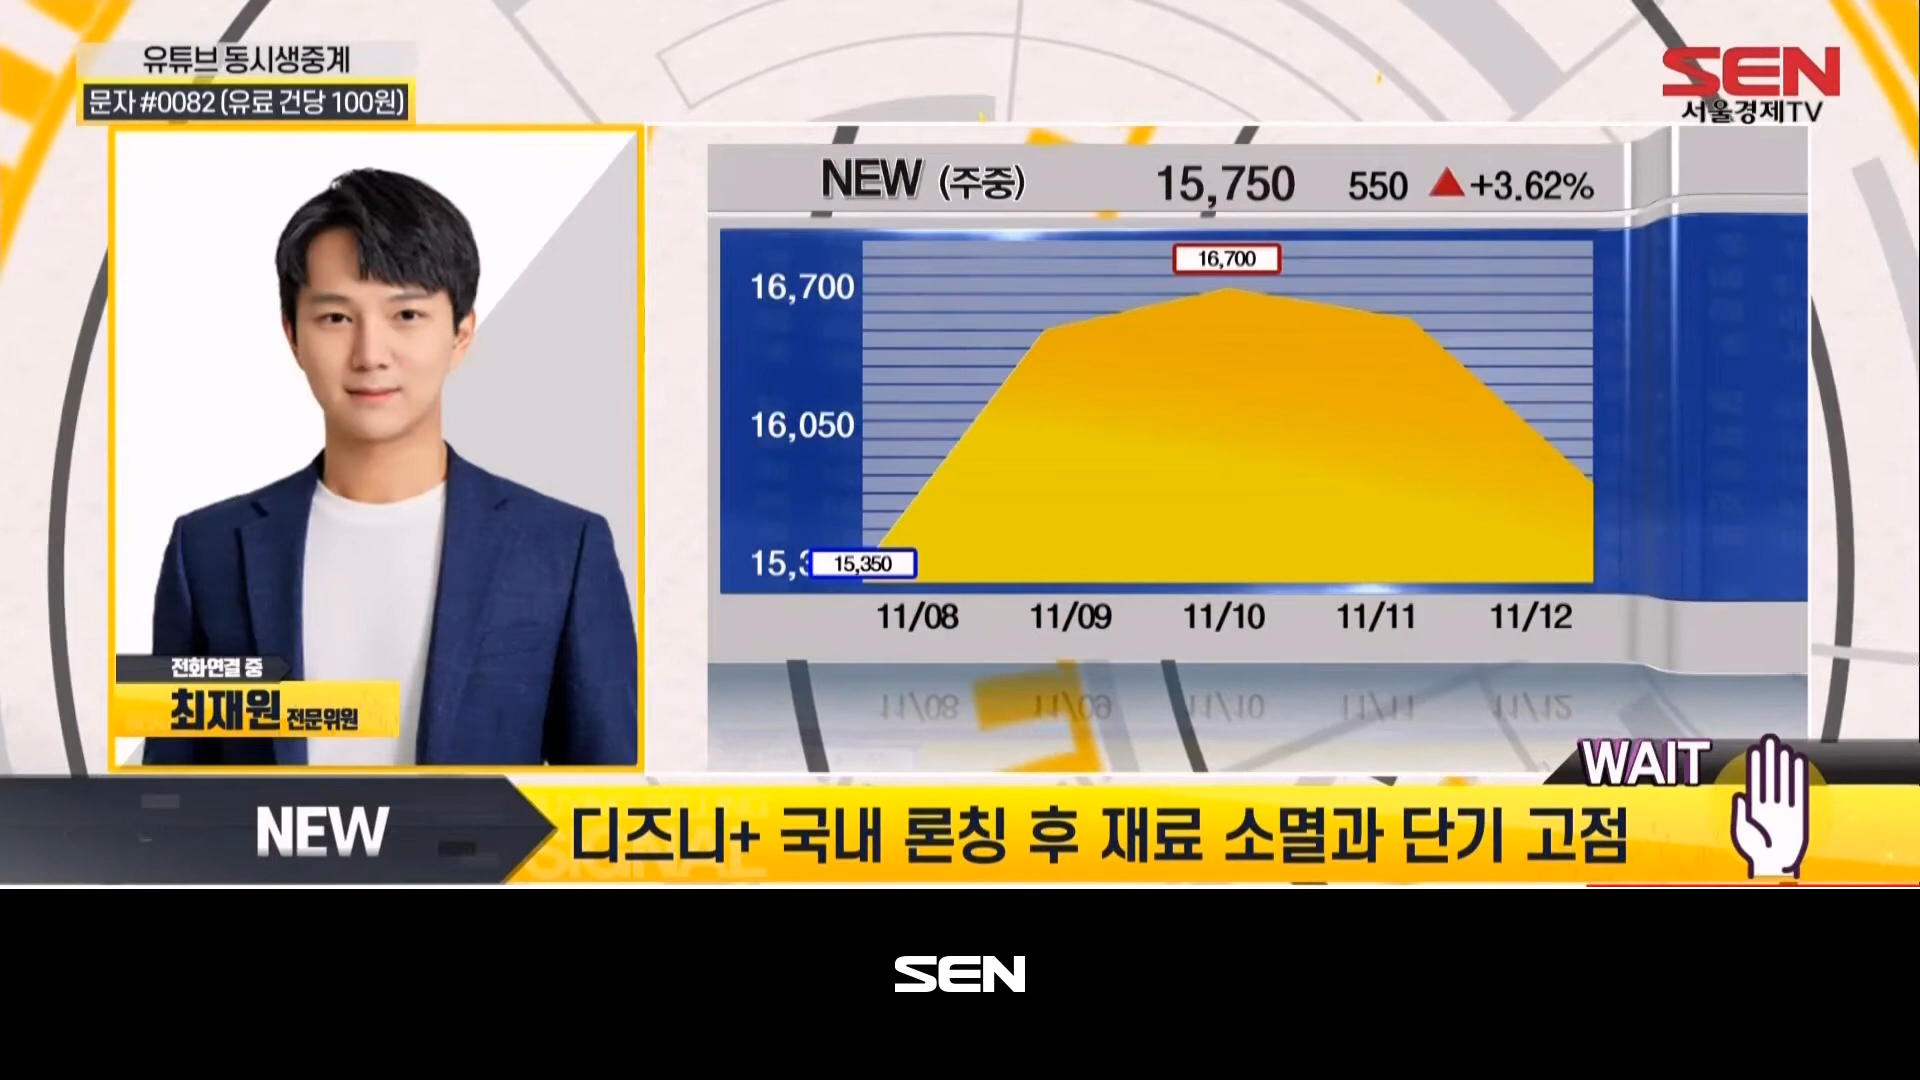 유튜브 동시생중계
문자 #0082 (유료 건당 100원)
SEN
서울경제TV
NEW (주중) 15,750 550 ▲+3.62%
16,700
16,700
16,050
15,350
11/08 11/09 11/10 11/11 11/12
전화연결 중
최재원 전문위원
WAIT
NEW
디즈니+ 국내 론칭 후 재료 소멸과 단기 고점
SEN